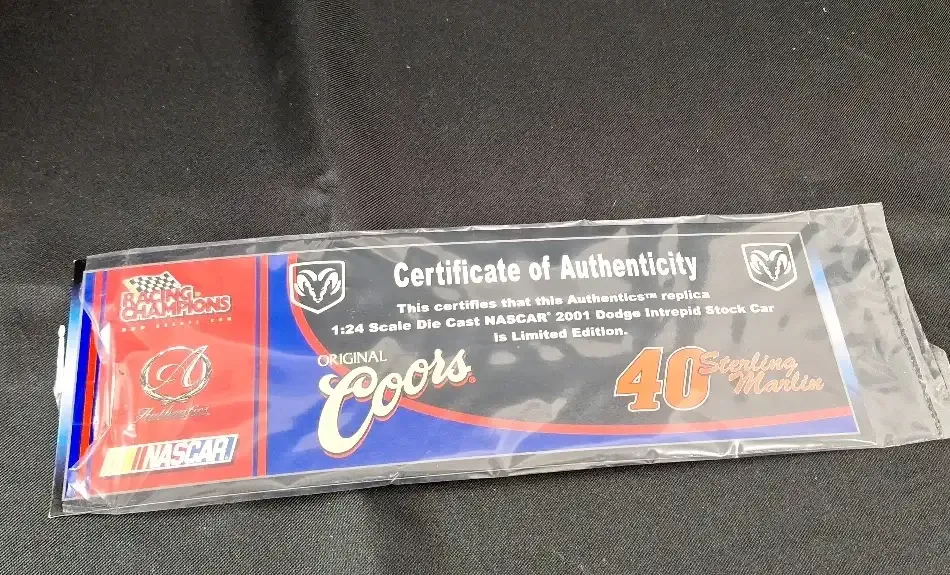 RACING
CHAMPIONS
A
Authentics
NASCAR
Certificate of Authenticity
This certifies that this Authentics™ replica
1:24 Scale Die Cast NASCAR® 2001 Dodge Intrepid Stock Car
is Limited Edition.
ORIGINAL
Coors®
40 Sterling
Marlin